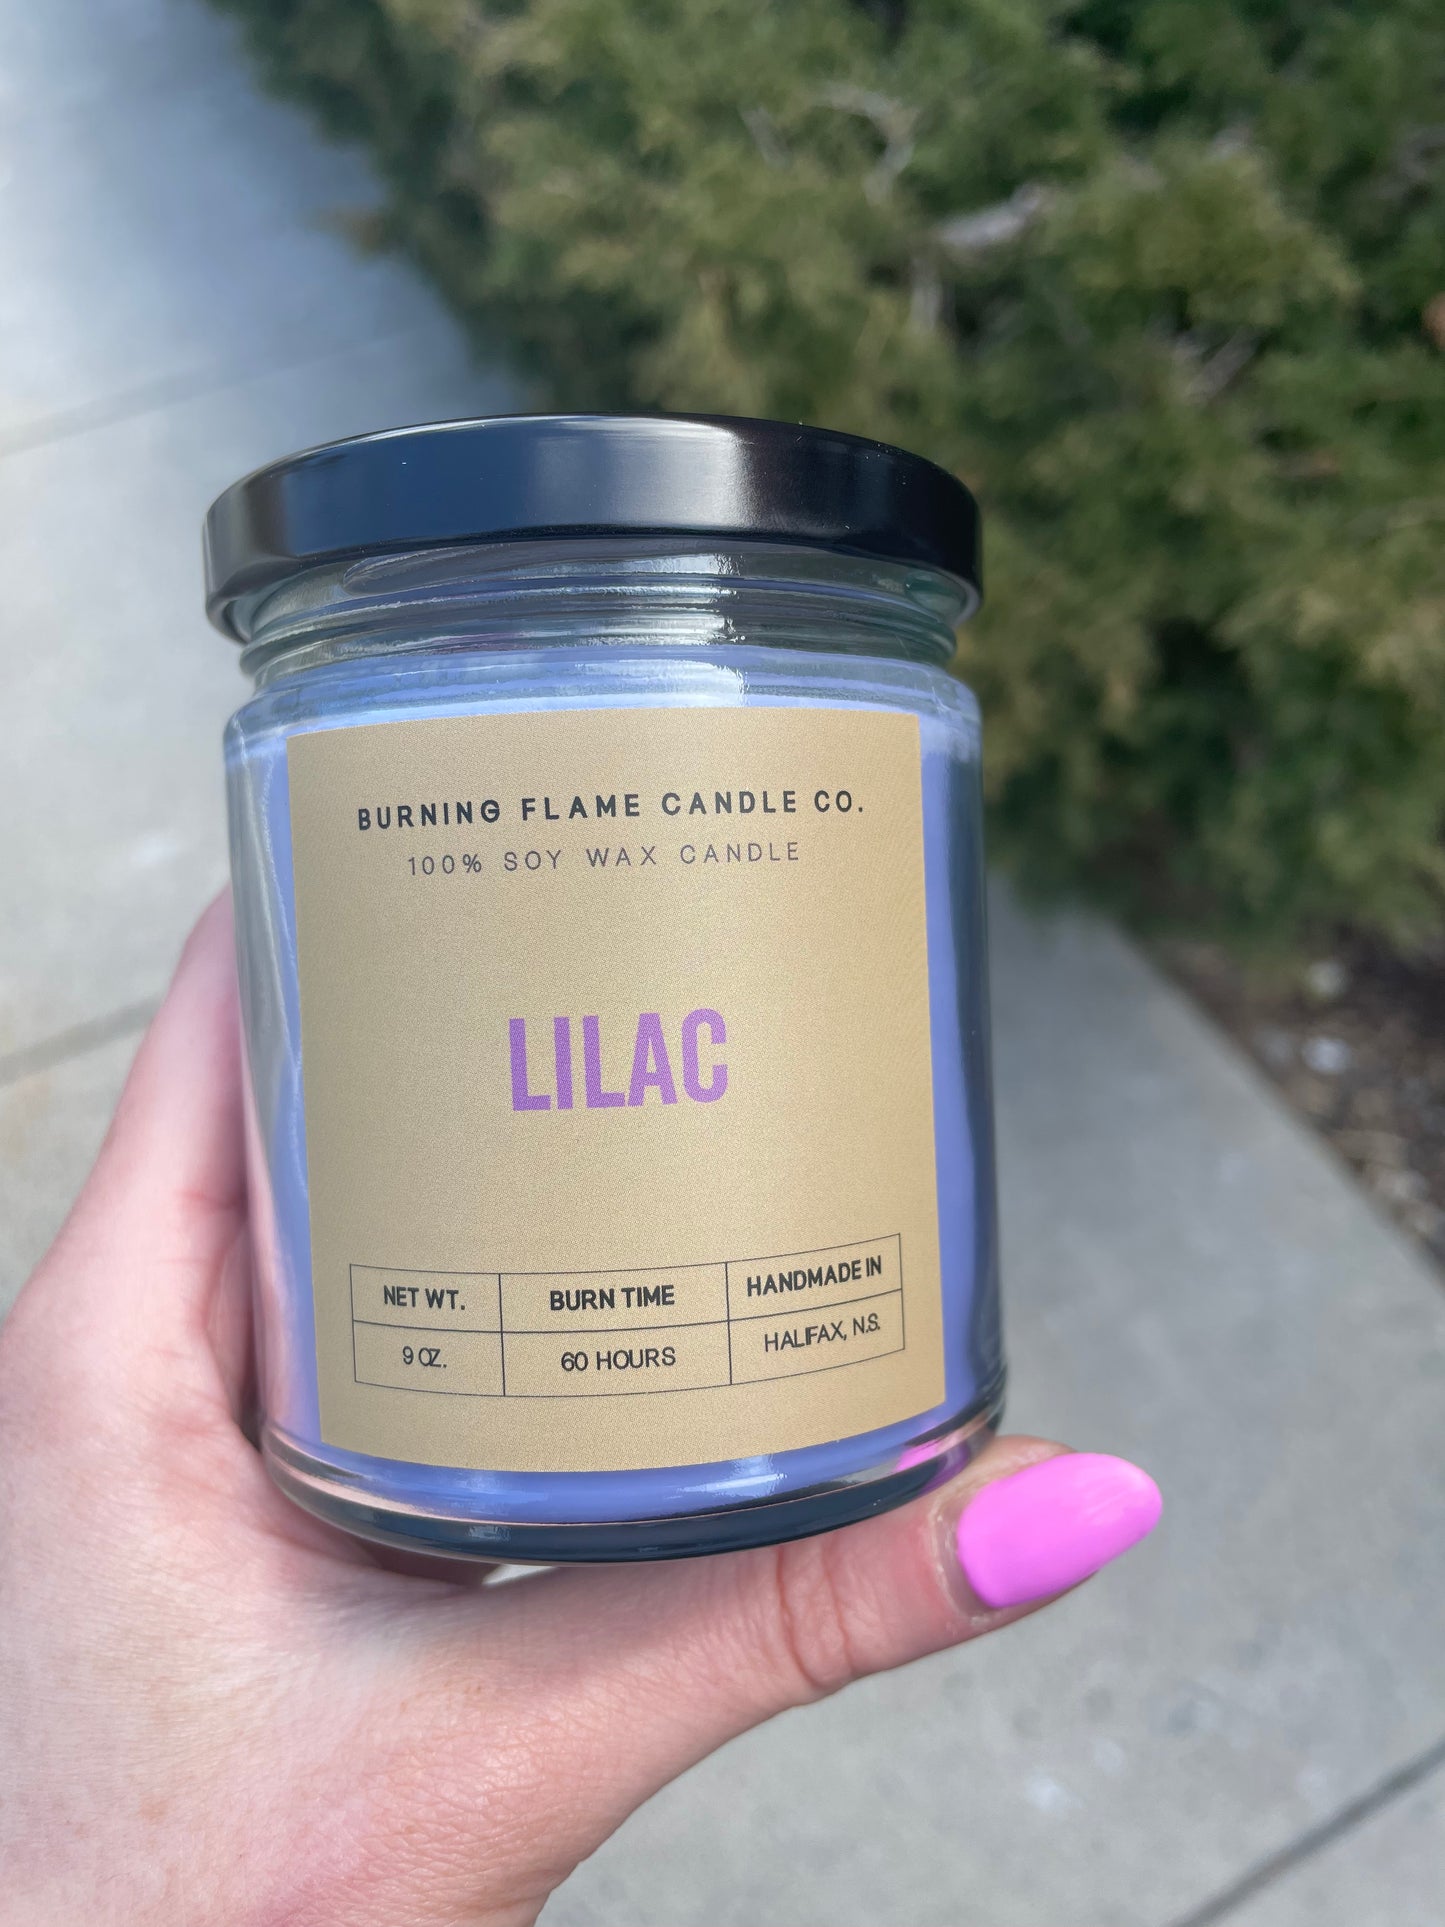 BURNING FLAME CANDLE CO.
100% SOY WAX CANDLE
LILAC
NET WT. BURN TIME HANDMADE IN
9 OZ. 60 HOURS HALIFAX, N.S.